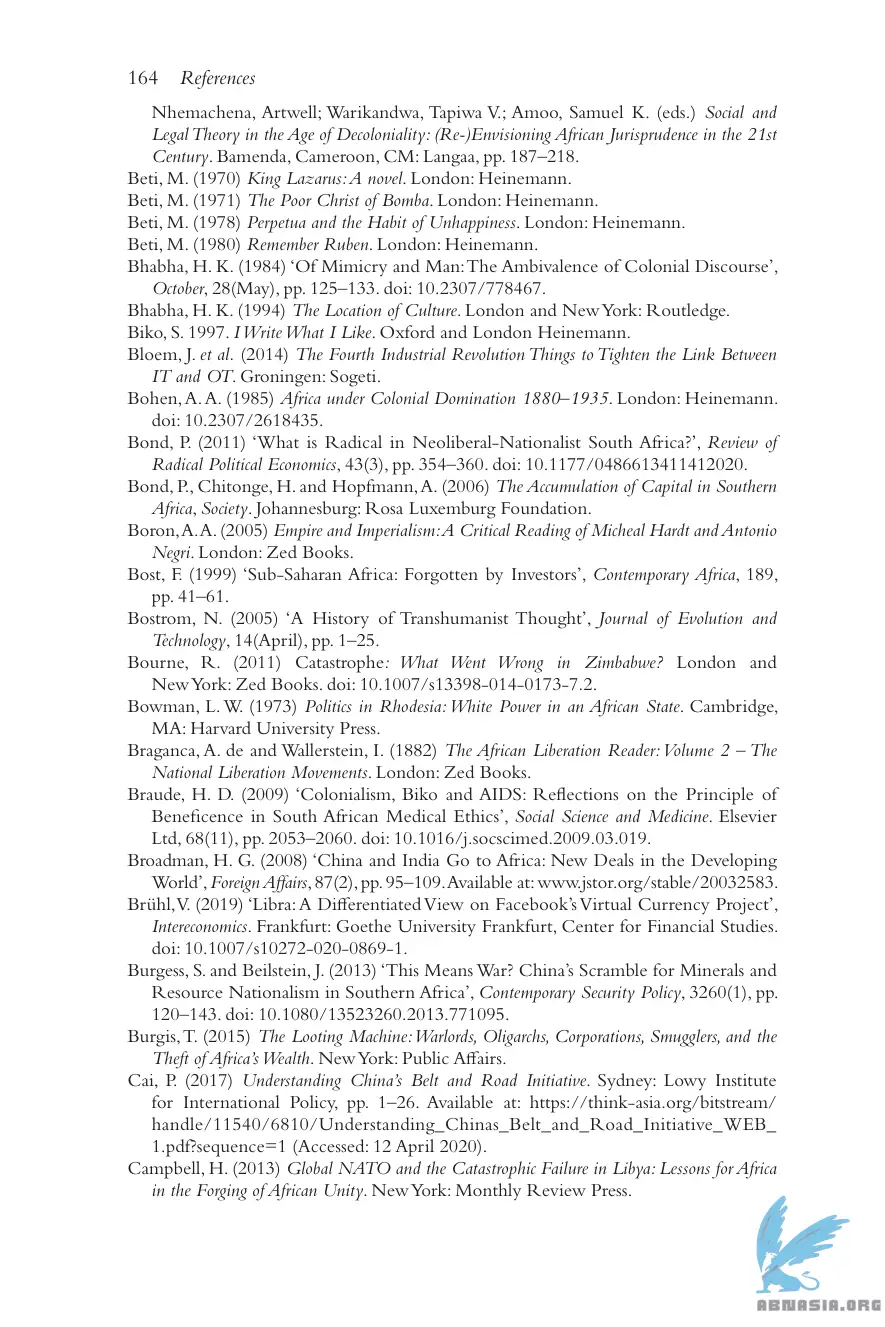 164 References
Nhemachena, Artwell; Warikandwa, Tapiwa V.; Amoo, Samuel K. (eds.) Social and
Legal Theory in the Age of Decoloniality: (Re-)Envisioning African Jurisprudence in the 21st
Century. Bamenda, Cameroon, CM: Langaa, pp. 187–218.
Beti, M. (1970) King Lazarus: A novel. London: Heinemann.
Beti, M. (1971) The Poor Christ of Bomba. London: Heinemann.
Beti, M. (1978) Perpetua and the Habit of Unhappiness. London: Heinemann.
Beti, M. (1980) Remember Ruben. London: Heinemann.
Bhabha, H. K. (1984) ‘Of Mimicry and Man: The Ambivalence of Colonial Discourse’,
October, 28(May), pp. 125–133. doi: 10.2307/778467.
Bhabha, H. K. (1994) The Location of Culture. London and New York: Routledge.
Biko, S. 1997. I Write What I Like. Oxford and London Heinemann.
Bloem, J. et al. (2014) The Fourth Industrial Revolution Things to Tighten the Link Between
IT and OT. Groningen: Sogeti.
Bohen, A. A. (1985) Africa under Colonial Domination 1880–1935. London: Heinemann.
doi: 10.2307/2618435.
Bond, P. (2011) ‘What is Radical in Neoliberal-Nationalist South Africa?’, Review of
Radical Political Economics, 43(3), pp. 354–360. doi: 10.1177/0486613411412020.
Bond, P., Chitonge, H. and Hopfmann, A. (2006) The Accumulation of Capital in Southern
Africa, Society. Johannesburg: Rosa Luxemburg Foundation.
Boron, A. A. (2005) Empire and Imperialism: A Critical Reading of Micheal Hardt and Antonio
Negri. London: Zed Books.
Bost, F. (1999) ‘Sub-Saharan Africa: Forgotten by Investors’, Contemporary Africa, 189,
pp. 41–61.
Bostrom, N. (2005) ‘A History of Transhumanist Thought’, Journal of Evolution and
Technology, 14(April), pp. 1–25.
Bourne, R. (2011) Catastrophe: What Went Wrong in Zimbabwe? London and
New York: Zed Books. doi: 10.1007/s13398-014-0173-7.2.
Bowman, L. W. (1973) Politics in Rhodesia: White Power in an African State. Cambridge,
MA: Harvard University Press.
Braganca, A. de and Wallerstein, I. (1882) The African Liberation Reader: Volume 2 – The
National Liberation Movements. London: Zed Books.
Braude, H. D. (2009) ‘Colonialism, Biko and AIDS: Reflections on the Principle of
Beneficence in South African Medical Ethics’, Social Science and Medicine. Elsevier
Ltd, 68(11), pp. 2053–2060. doi: 10.1016/j.socscimed.2009.03.019.
Broadman, H. G. (2008) ‘China and India Go to Africa: New Deals in the Developing
World’, Foreign Affairs, 87(2), pp. 95–109. Available at: www.jstor.org/stable/20032583.
Brühl, V. (2019) ‘Libra: A Differentiated View on Facebook’s Virtual Currency Project’,
Intereconomics. Frankfurt: Goethe University Frankfurt, Center for Financial Studies.
doi: 10.1007/s10272-020-0869-1.
Burgess, S. and Beilstein, J. (2013) ‘This Means War? China’s Scramble for Minerals and
Resource Nationalism in Southern Africa’, Contemporary Security Policy, 3260(1), pp.
120–143. doi: 10.1080/13523260.2013.771095.
Burgis, T. (2015) The Looting Machine: Warlords, Oligarchs, Corporations, Smugglers, and the
Theft of Africa’s Wealth. New York: Public Affairs.
Cai, P. (2017) Understanding China’s Belt and Road Initiative. Sydney: Lowy Institute
for International Policy, pp. 1–26. Available at: https://think-asia.org/bitstream/
handle/11540/6810/Understanding_Chinas_Belt_and_Road_Initiative_WEB_
1.pdf?sequence=1 (Accessed: 12 April 2020).
Campbell, H. (2013) Global NATO and the Catastrophic Failure in Libya: Lessons for Africa
in the Forging of African Unity. New York: Monthly Review Press.
ABNASIA.ORG